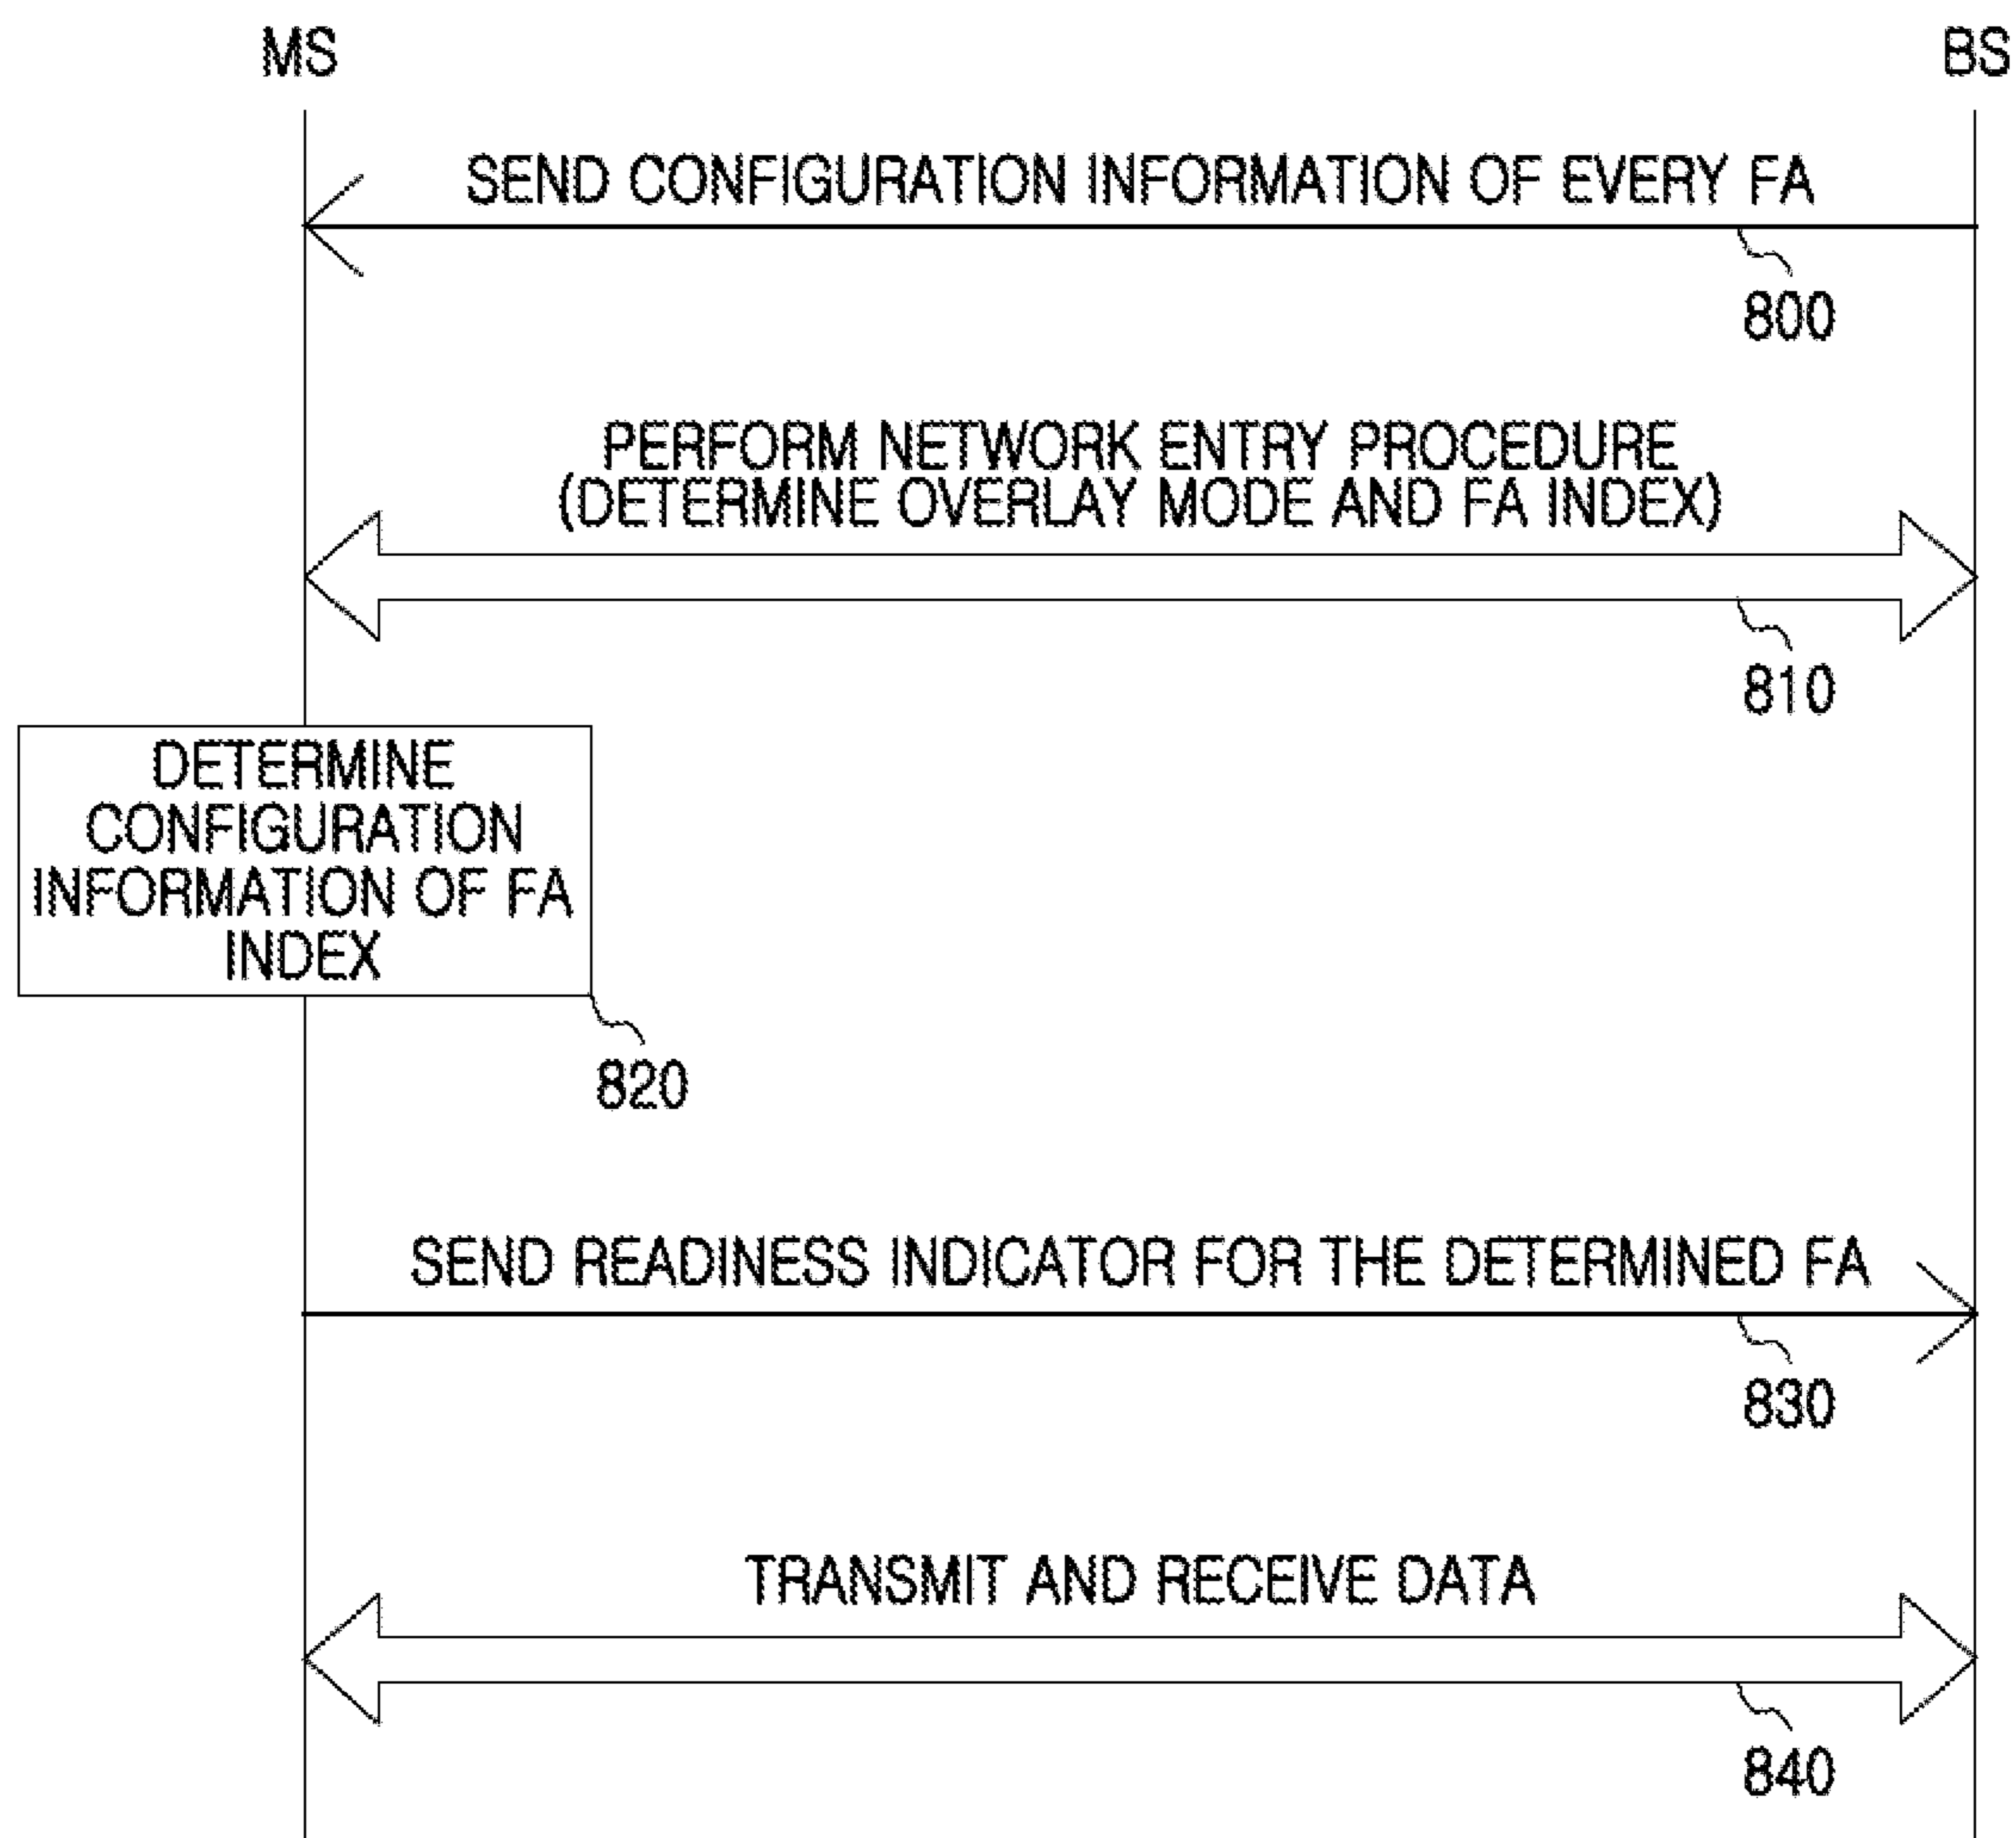 MS
BS
SEND CONFIGURATION INFORMATION OF EVERY FA
800
PERFORM NETWORK ENTRY PROCEDURE
(DETERMINE OVERLAY MODE AND FA INDEX)
810
DETERMINE
CONFIGURATION
INFORMATION OF FA
INDEX
820
SEND READINESS INDICATOR FOR THE DETERMINED FA
830
TRANSMIT AND RECEIVE DATA
840